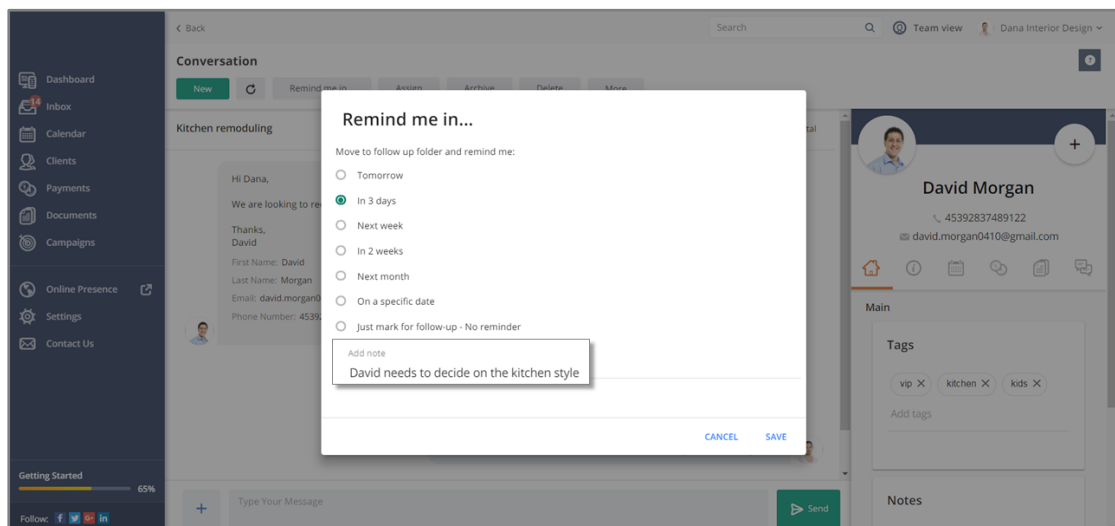 < Back
Search
Team view
Dana Interior Design
Conversation
New
Remind me in
Assign
Archive
Delete
More
Dashboard
14
Inbox
Calendar
Clients
Payments
Documents
Campaigns
Online Presence
Settings
Contact Us
Getting Started
65%
Follow:
Kitchen remoduling
Hi Dana,
We are looking to re
Thanks,
David
First Name: David
Last Name: Morgan
Email: david.morgan0
Phone Number: 4539
Remind me in...
Move to follow up folder and remind me:
Tomorrow
In 3 days
Next week
In 2 weeks
Next month
On a specific date
Just mark for follow-up - No reminder
Add note
David needs to decide on the kitchen style
CANCEL
SAVE
Type Your Message
Send
David Morgan
45392837489122
david.morgan0410@gmail.com
Main
Tags
vip X
kitchen X
kids X
Add tags
Notes